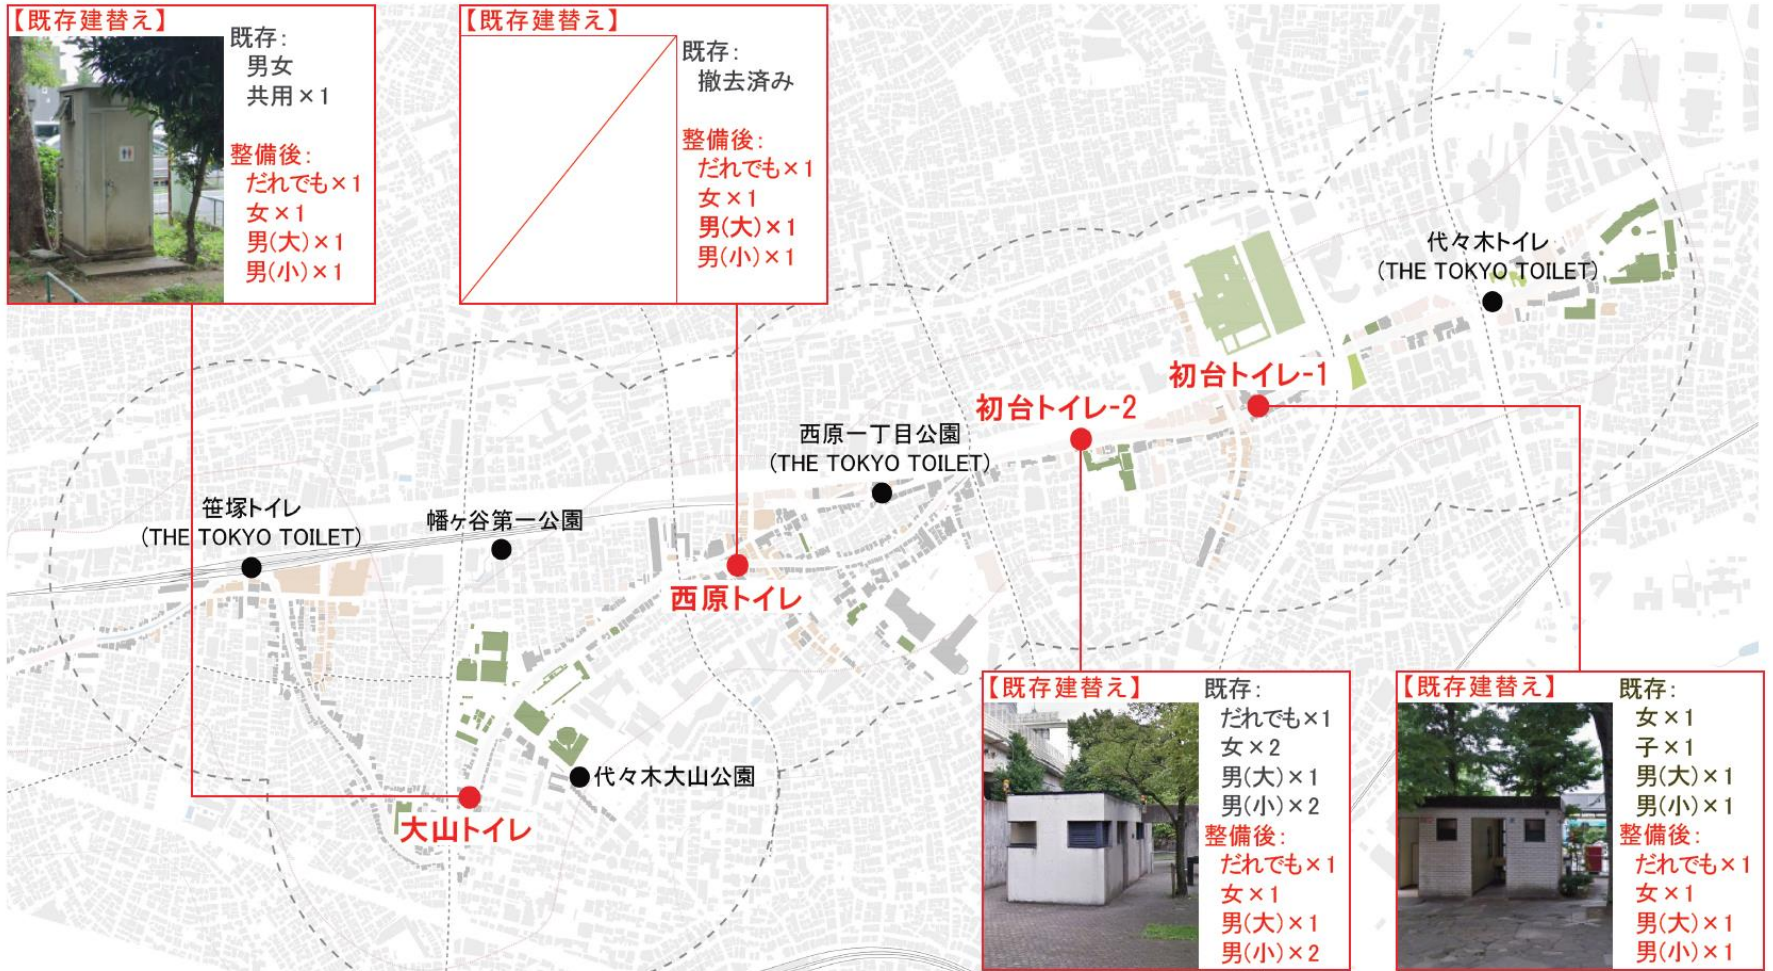 【既存建替え】
既存：
男女
共用×1
整備後：
だれでも×1
女×1
男(大)×1
男(小)×1
【既存建替え】
既存：
撤去済み
整備後：
だれでも×1
女×1
男(大)×1
男(小)×1
代々木トイレ
(THE TOKYO TOILET)
初台トイレ-1
初台トイレ-2
西原一丁目公園
(THE TOKYO TOILET)
笹塚トイレ
(THE TOKYO TOILET)
幡ヶ谷第一公園
西原トイレ
代々木大山公園
大山トイレ
【既存建替え】
既存：
だれでも×1
女×2
男(大)×1
男(小)×2
整備後：
だれでも×1
女×1
男(大)×1
男(小)×2
【既存建替え】
既存：
女×1
子×1
男(大)×1
男(小)×1
整備後：
だれでも×1
女×1
男(大)×1
男(小)×1